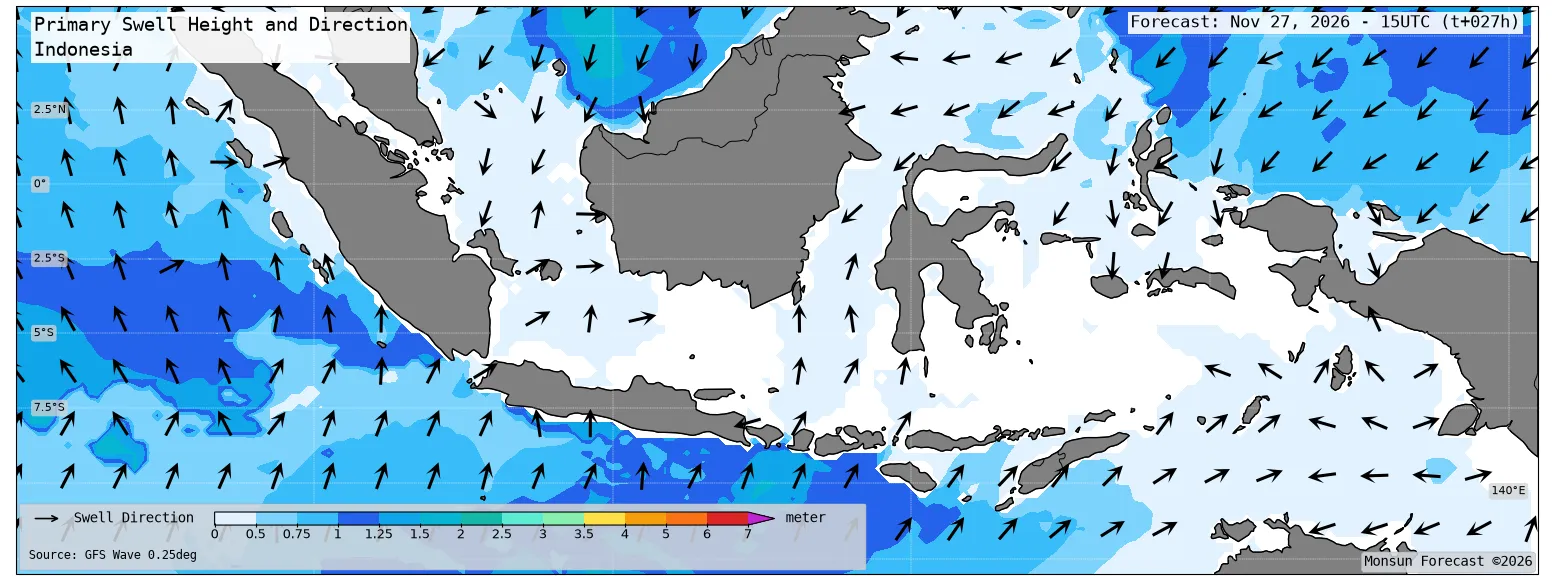 Primary Swell Height and Direction
Indonesia
Forecast: Nov 27, 2026 - 15UTC (t+027h)
2.5°N
0°
2.5°S
5°S
7.5°S
140°E
Swell Direction
meter
0 0.5 0.75 1 1.25 1.5 2 2.5 3 3.5 4 5 6 7
Source: GFS Wave 0.25deg
Monsun Forecast ©2026